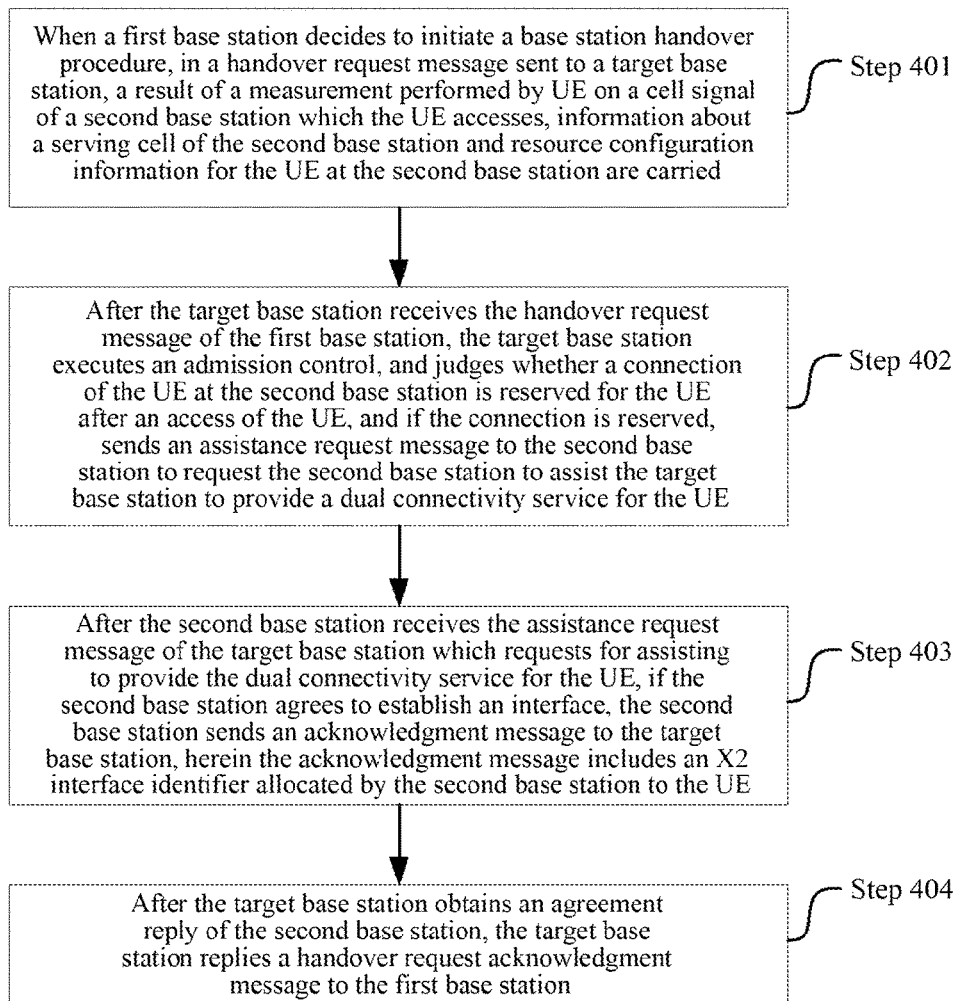 When a first base station decides to initiate a base station handover
procedure, in a handover request message sent to a target base
station, a result of a measurement performed by UE on a cell signal
of a second base station which the UE accesses, information about
a serving cell of the second base station and resource configuration
information for the UE at the second base station are carried
Step 401
After the target base station receives the handover request
message of the first base station, the target base station
executes an admission control, and judges whether a connection
of the UE at the second base station is reserved for the UE
after an access of the UE, and if the connection is reserved,
sends an assistance request message to the second base
station to request the second base station to assist the target
base station to provide a dual connectivity service for the UE
Step 402
After the second base station receives the assistance request
message of the target base station which requests for assisting
to provide the dual connectivity service for the UE, if the
second base station agrees to establish an interface, the second
base station sends an acknowledgment message to the target
base station, herein the acknowledgment message includes an X2
interface identifier allocated by the second base station to the UE
Step 403
After the target base station obtains an agreement
reply of the second base station, the target base
station replies a handover request acknowledgment
message to the first base station
Step 404